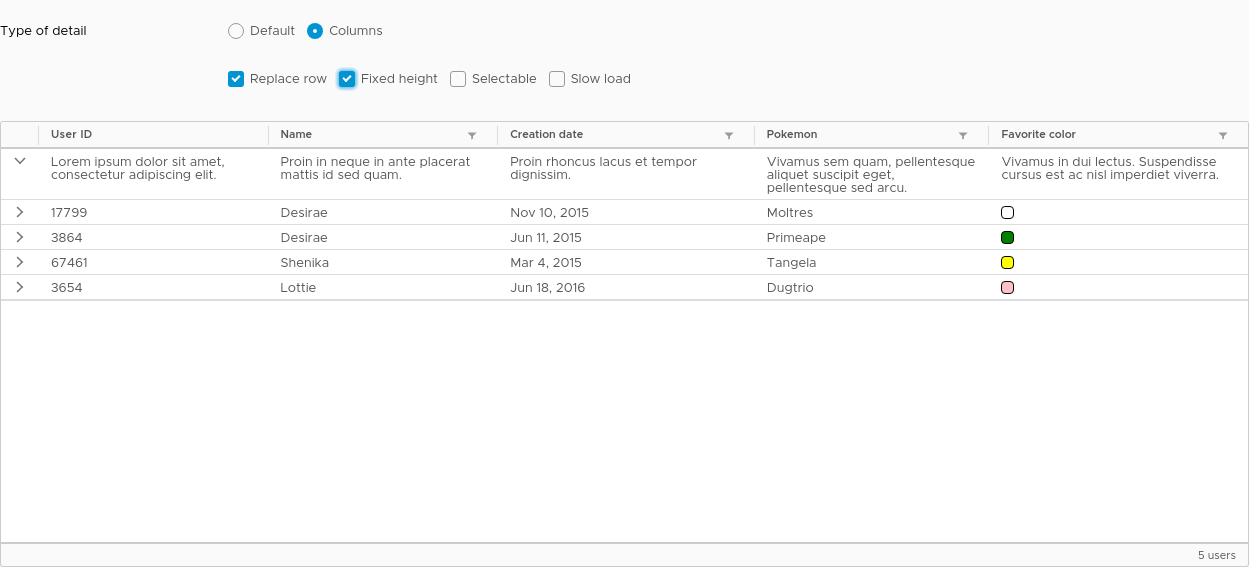 Type of detail Default Columns
Replace row Fixed height Selectable Slow load
User ID Name Creation date Pokemon Favorite color
Lorem ipsum dolor sit amet, Proin in neque in ante placerat Proin rhoncus lacus et tempor Vivamus sem quam, pellentesque Vivamus in dui lectus. Suspendisse
consectetur adipiscing elit. mattis id sed quam. dignissim. aliquet suscipit eget, cursus est ac nisl imperdiet viverra.
pellentesque sed arcu.
17799 Desirae Nov 10, 2015 Moltres
3864 Desirae Jun 11, 2015 Primeape
67461 Shenika Mar 4, 2015 Tangela
3654 Lottie Jun 18, 2016 Dugtrio
5 users